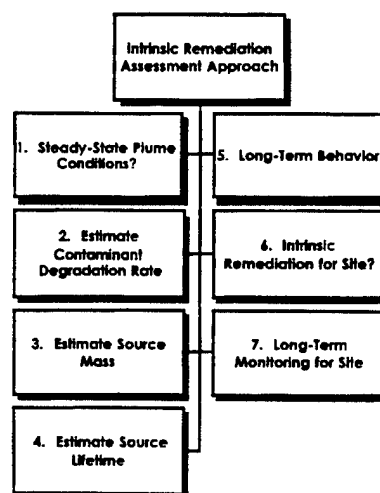 Intrinsic Remediation
Assessment Approach
1. Steady-State Plume
Conditions?
2. Estimate
Contaminant
Degradation Rate
3. Estimate Source
Mass
4. Estimate Source
Lifetime
5. Long-Term Behavior
6. Intrinsic
Remediation for Site?
7. Long-Term
Monitoring for Site